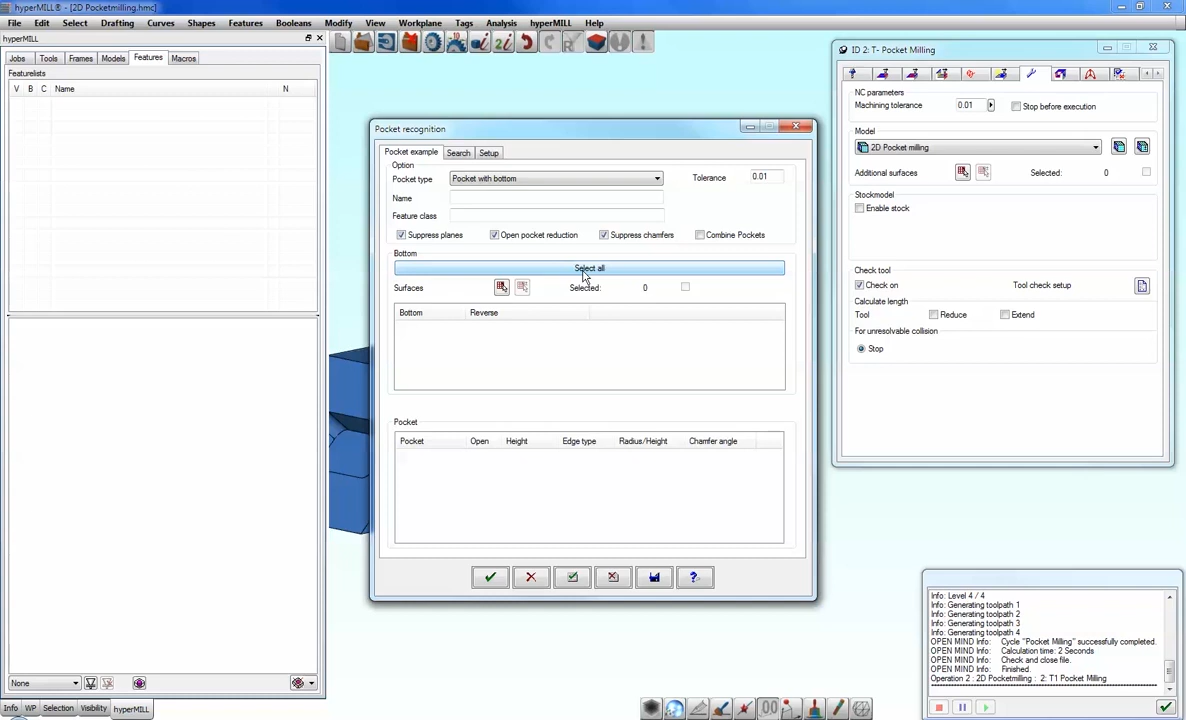 hyperMILL® - [2D Pocketmilling.hmc]
File Edit Select Drafting Curves Shapes Features Booleans Modify View Workplane Tags Analysis hyperMILL Help
hyperMILL
Jobs Tools Frames Models Features Macros
Featurelists
V B C Name N
None
Info WP Selection Visibility hyperMILL
Pocket recognition
Pocket example Search Setup
Option
Pocket type Pocket with bottom Tolerance 0.01
Name
Feature class
Suppress planes Open pocket reduction Suppress chamfers Combine Pockets
Bottom
Select all
Surfaces Selected: 0
Bottom Reverse
Pocket
Pocket Open Height Edge type Radius/Height Chamfer angle
ID 2: T- Pocket Milling
NC parameters
Machining tolerance 0.01 Stop before execution
Model
2D Pocket milling
Additional surfaces Selected: 0
Stockmodel
Enable stock
Check tool
Check on Tool check setup
Calculate length
Tool Reduce Extend
For unresolvable collision
Stop
Info: Level 4 / 4
Info: Generating toolpath 1
Info: Generating toolpath 2
Info: Generating toolpath 3
Info: Generating toolpath 4
OPEN MIND Info: Cycle "Pocket Milling" successfully completed.
OPEN MIND Info: Calculation time: 2 Seconds
OPEN MIND Info: Check and close file.
OPEN MIND Info: Finished.
Operation 2 : 2D Pocketmilling : 2: T1 Pocket Milling